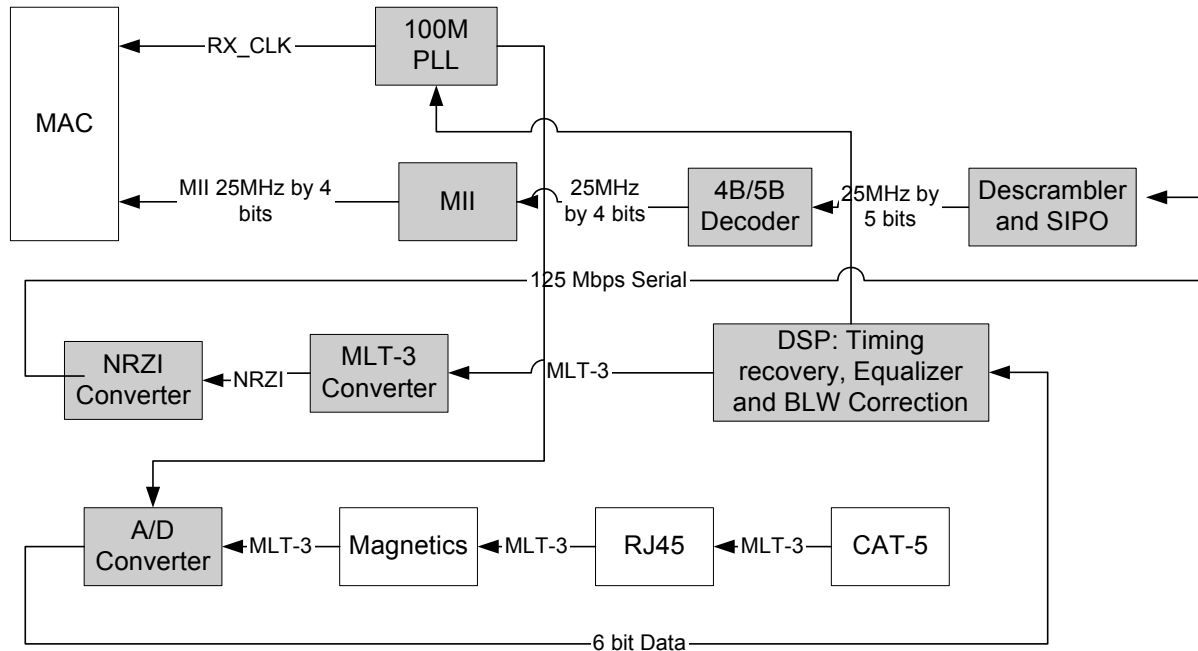 100M
PLL
RX_CLK
MAC
MII 25MHz by 4
bits
MII
25MHz
by 4 bits
4B/5B
Decoder
25MHz by
5 bits
Descrambler
and SIPO
125 Mbps Serial
NRZI
Converter
NRZI
MLT-3
Converter
MLT-3
DSP: Timing
recovery, Equalizer
and BLW Correction
A/D
Converter
MLT-3
Magnetics
MLT-3
RJ45
MLT-3
CAT-5
6 bit Data